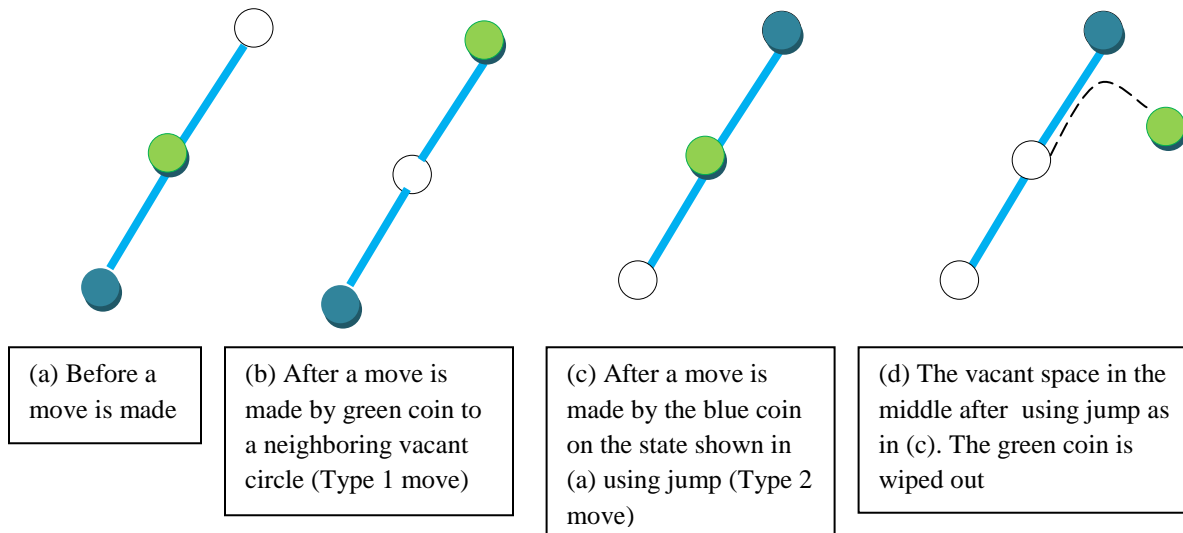 (a) Before a
move is made
(b) After a move is
made by green coin to
a neighboring vacant
circle (Type 1 move)
(c) After a move is
made by the blue coin
on the state shown in
(a) using jump (Type 2
move)
(d) The vacant space in the
middle after using jump as
in (c). The green coin is
wiped out